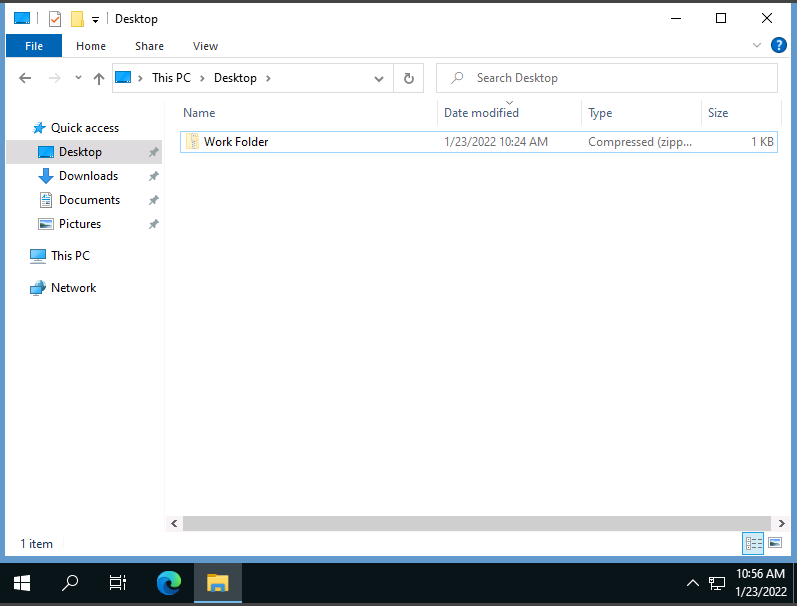 Desktop
File Home Share View
?
This PC Desktop Search Desktop
Name Date modified Type Size
Quick access
Work Folder 1/23/2022 10:24 AM Compressed (zipp... 1 KB
Desktop
Downloads
Documents
Pictures
This PC
Network
1 item
10:56 AM
1/23/2022